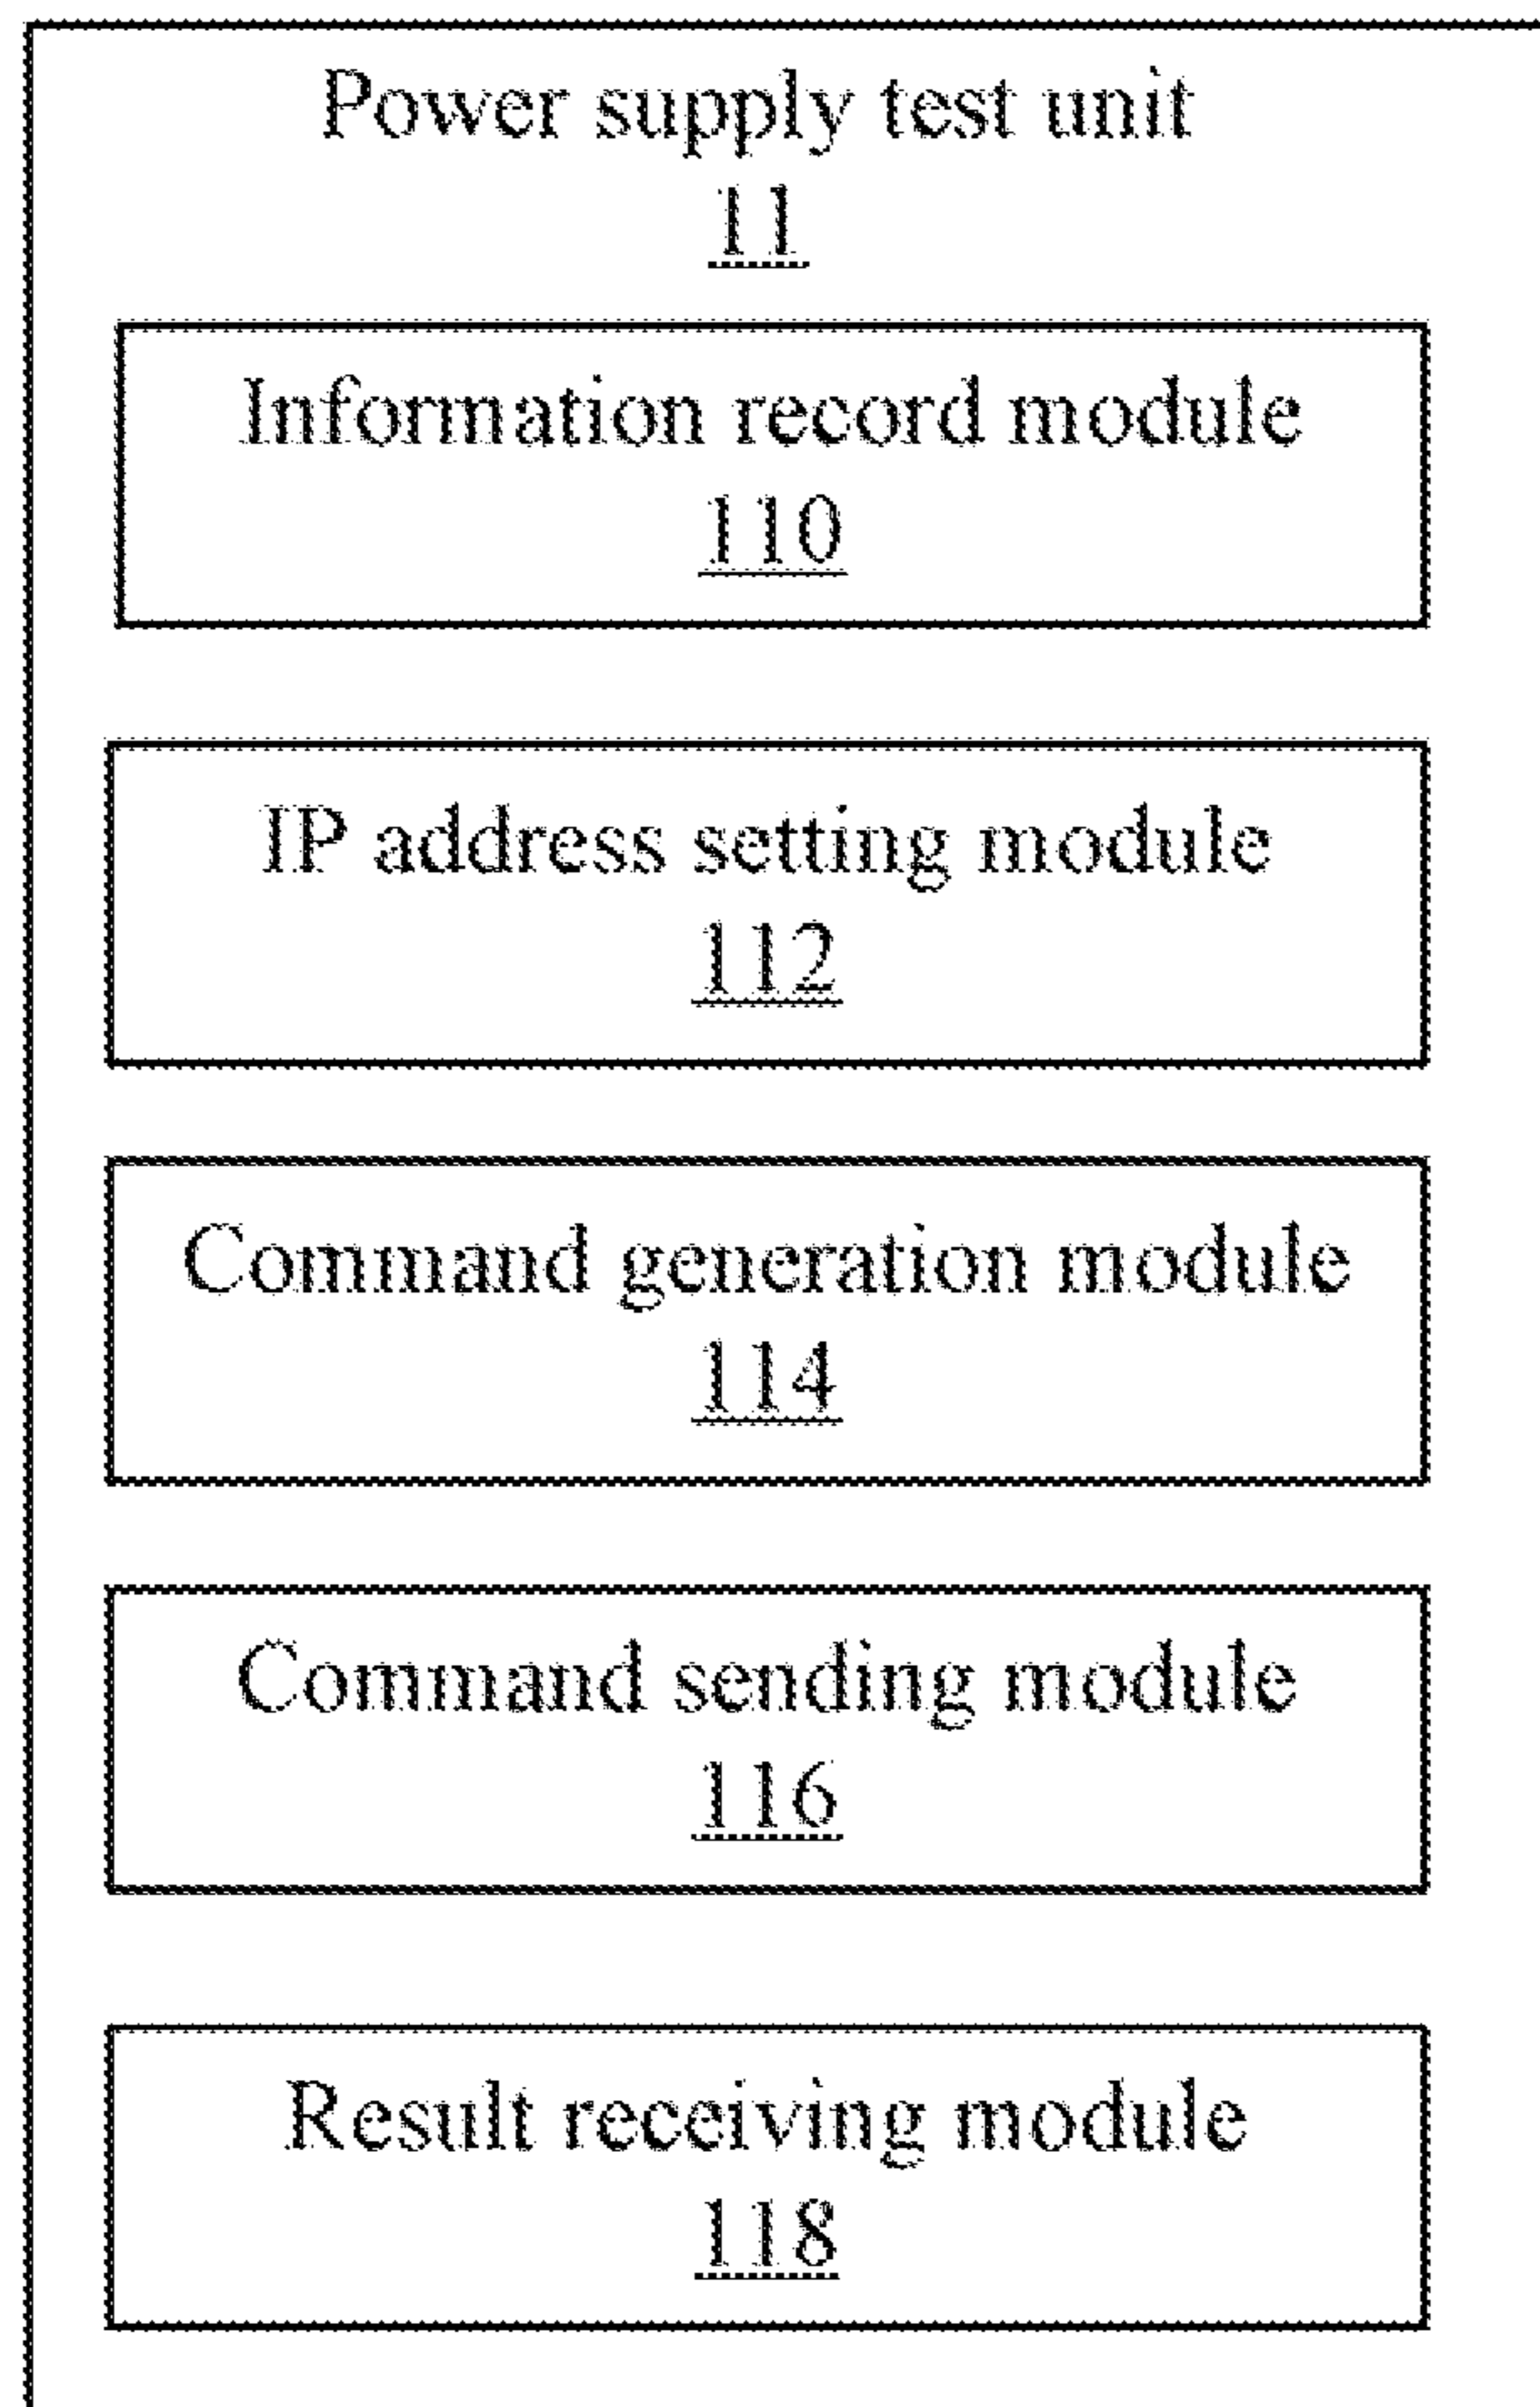 Power supply test unit
11
Information record module
110
IP address setting module
112
Command generation module
114
Command sending module
116
Result receiving module
118